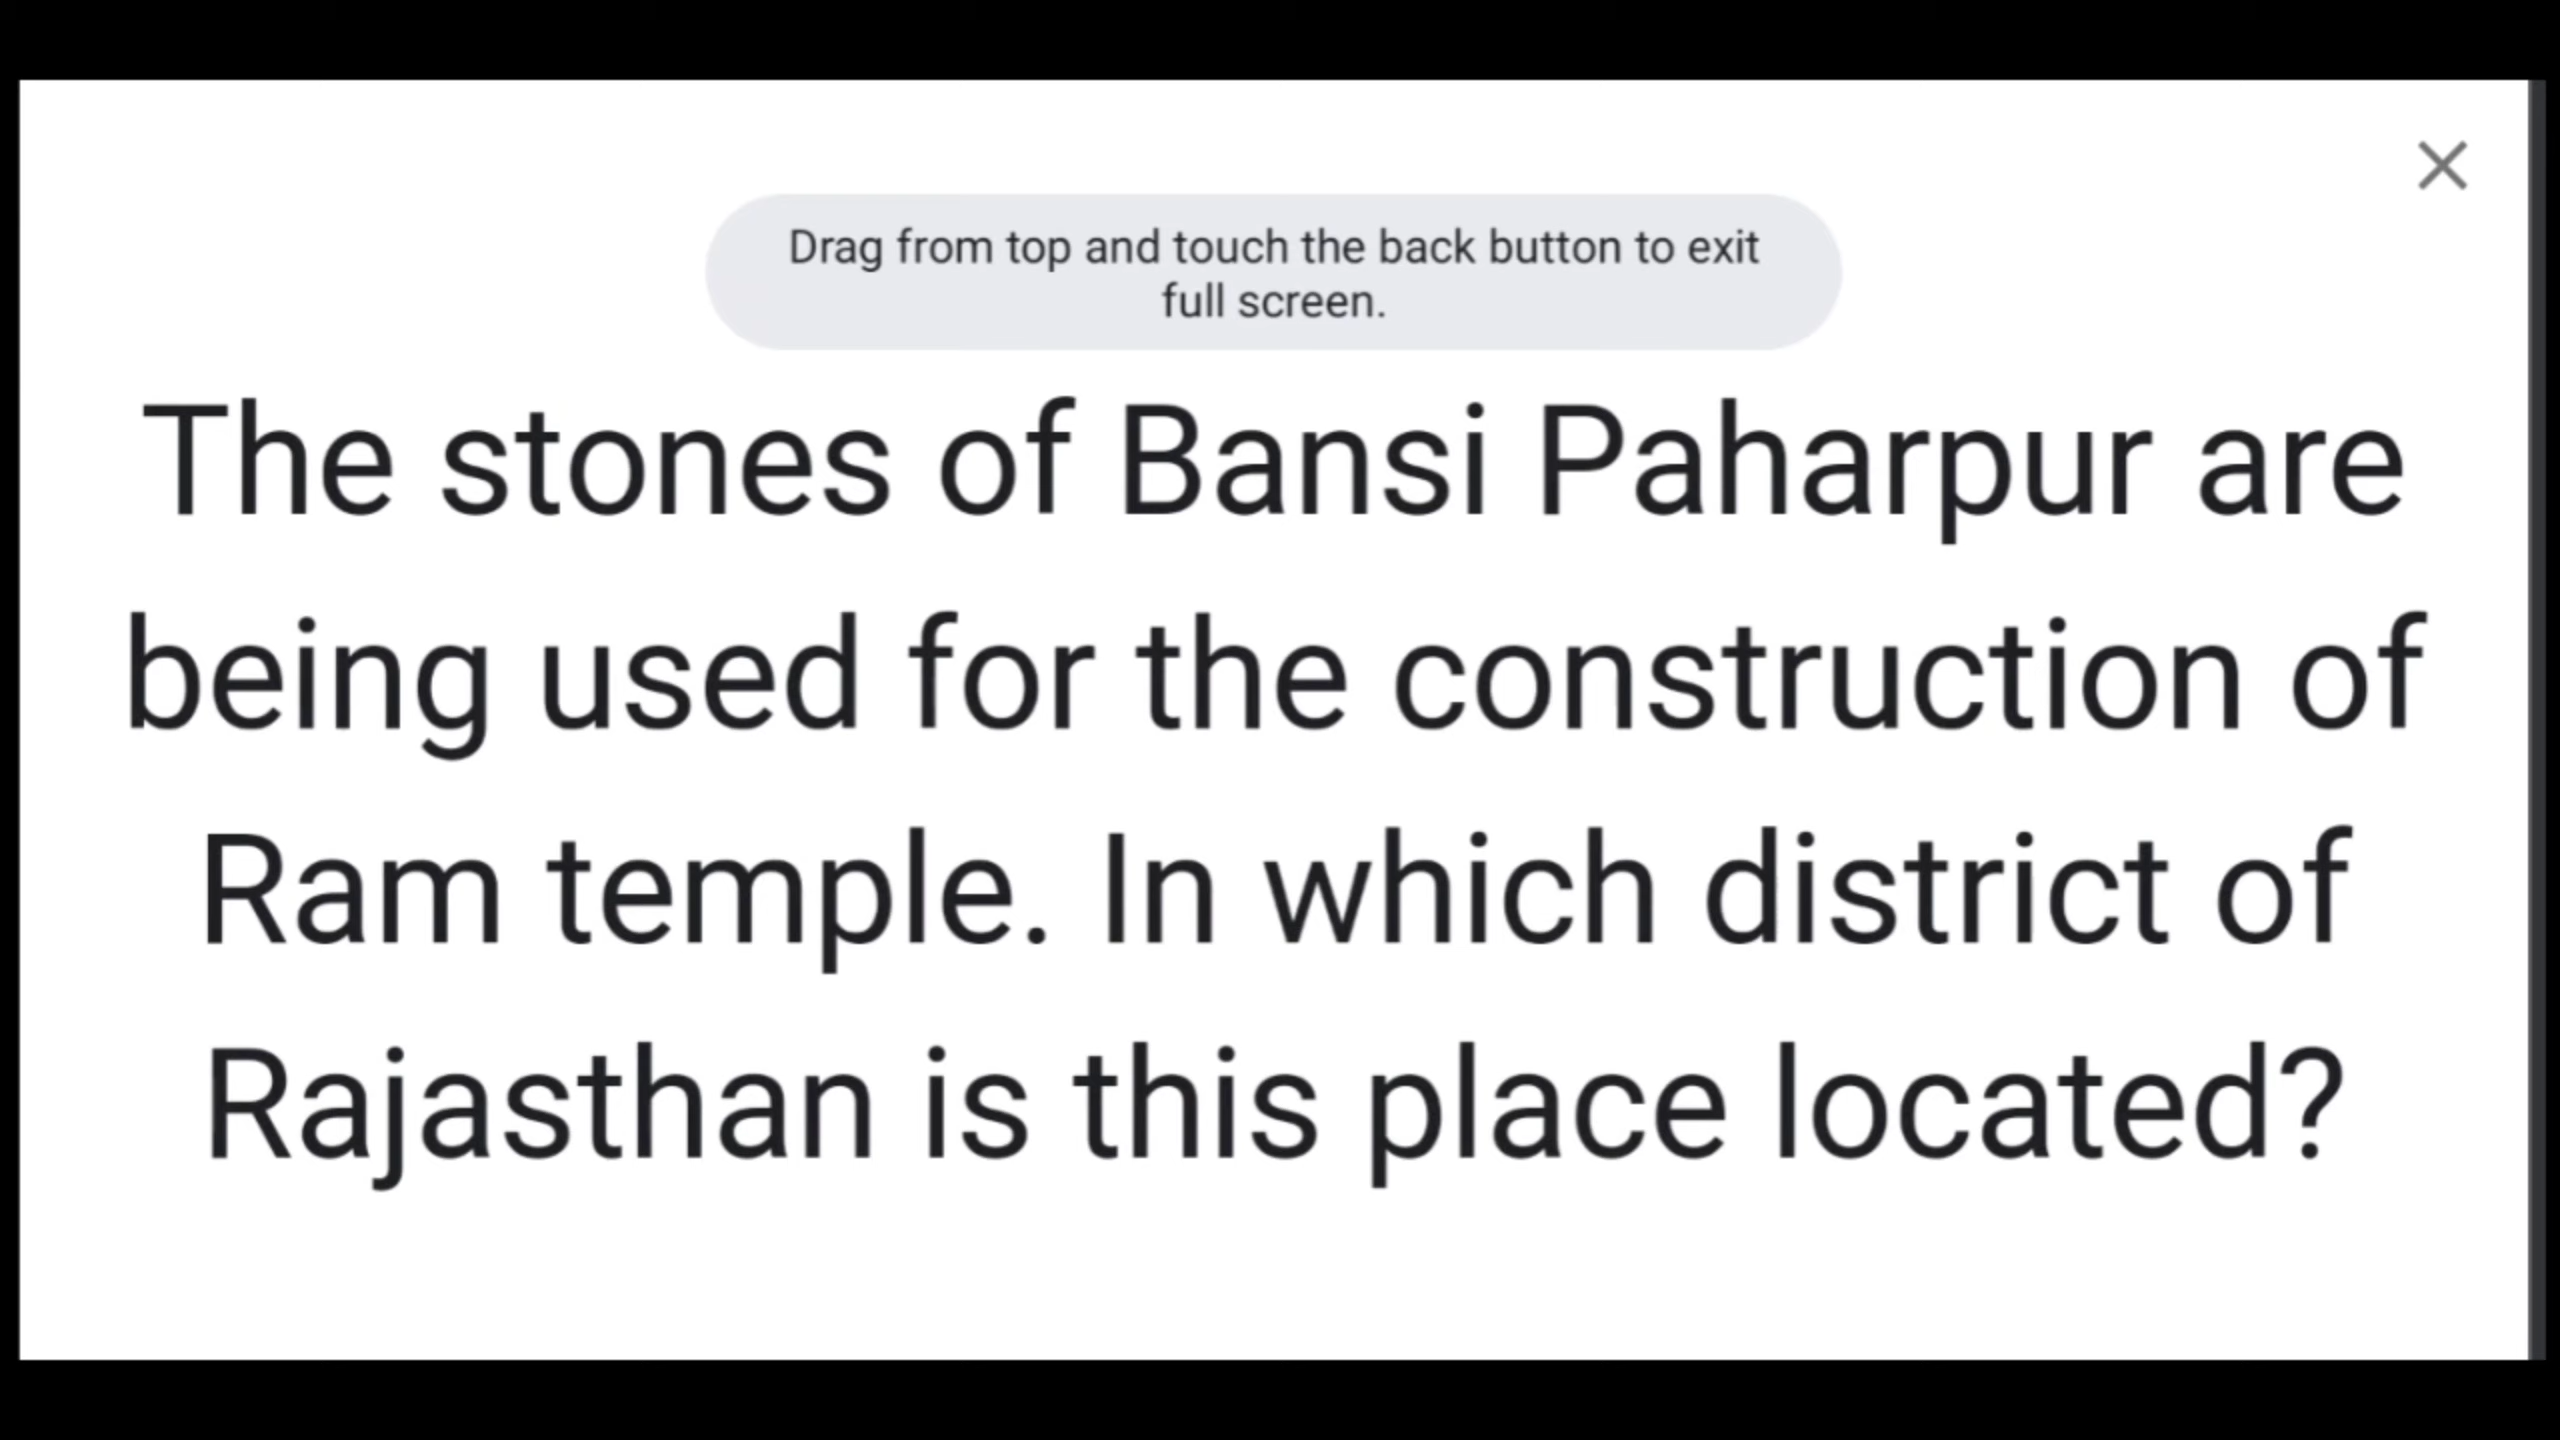 Drag from top and touch the back button to exit
full screen.
The stones of Bansi Paharpur are
being used for the construction of
Ram temple. In which district of
Rajasthan is this place located?